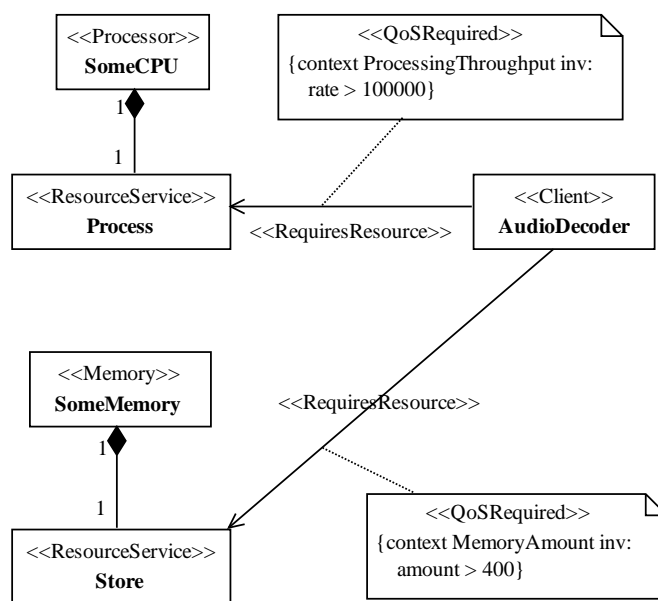 <<Processor>>
SomeCPU
<<QoSRequired>>
{context ProcessingThroughput inv:
rate > 100000}
1
1
<<ResourceService>>
Process
<<RequiresResource>>
<<Client>>
AudioDecoder
<<Memory>>
SomeMemory
<<RequiresResource>>
1
1
<<ResourceService>>
Store
<<QoSRequired>>
{context MemoryAmount inv:
amount > 400}